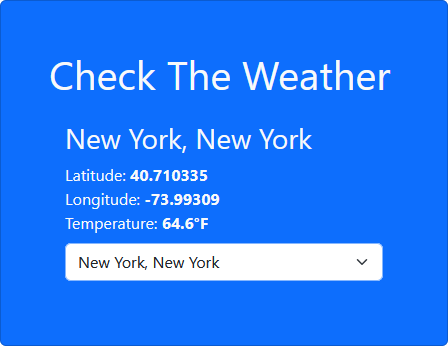 Check The Weather
New York, New York
Latitude: 40.710335
Longitude: -73.99309
Temperature: 64.6°F
New York, New York